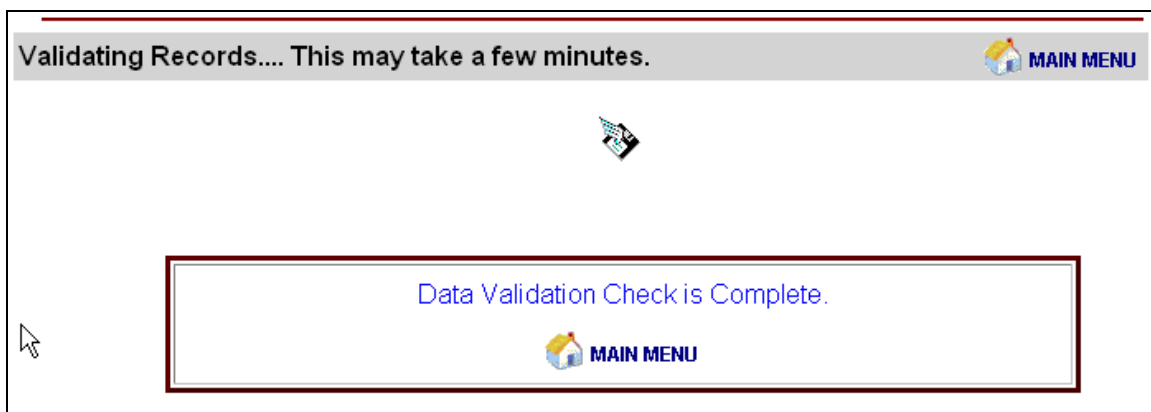 Validating Records.... This may take a few minutes.
MAIN MENU
Data Validation Check is Complete.
MAIN MENU